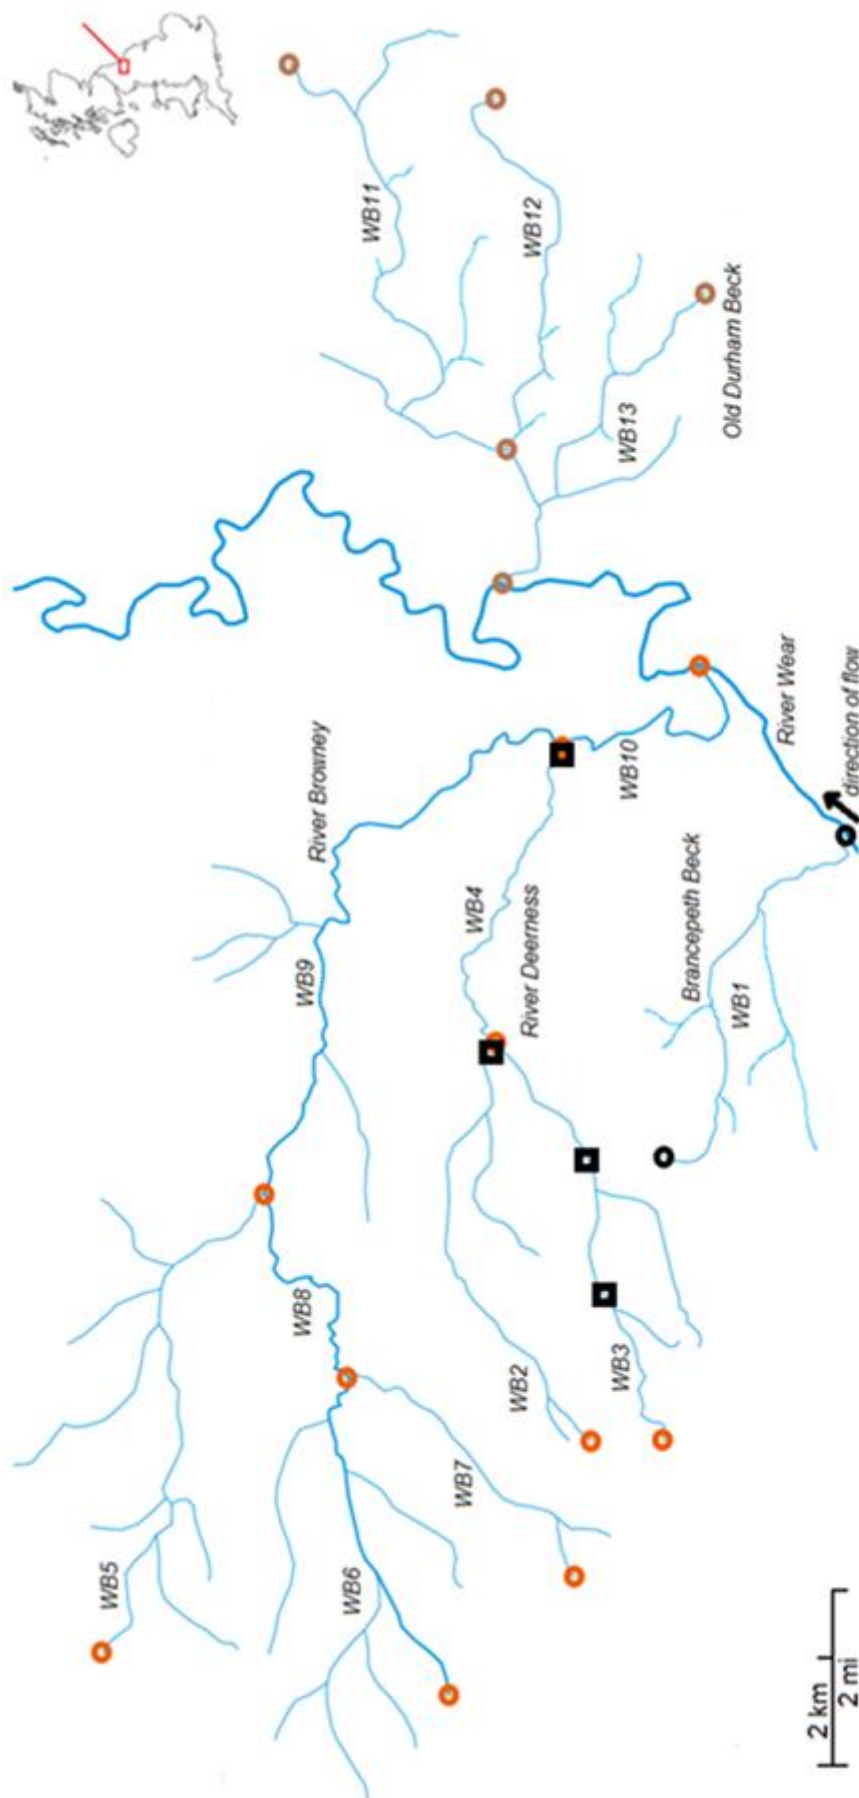 WB11
WB12
WB13
Old Durham Beck
River Wear
direction of flow
River Browney
WB10
WB4
River Deerness
Brancepeth Beck
WB1
WB9
WB8
WB2
WB3
WB7
WB5
WB6
2 km
2 mi